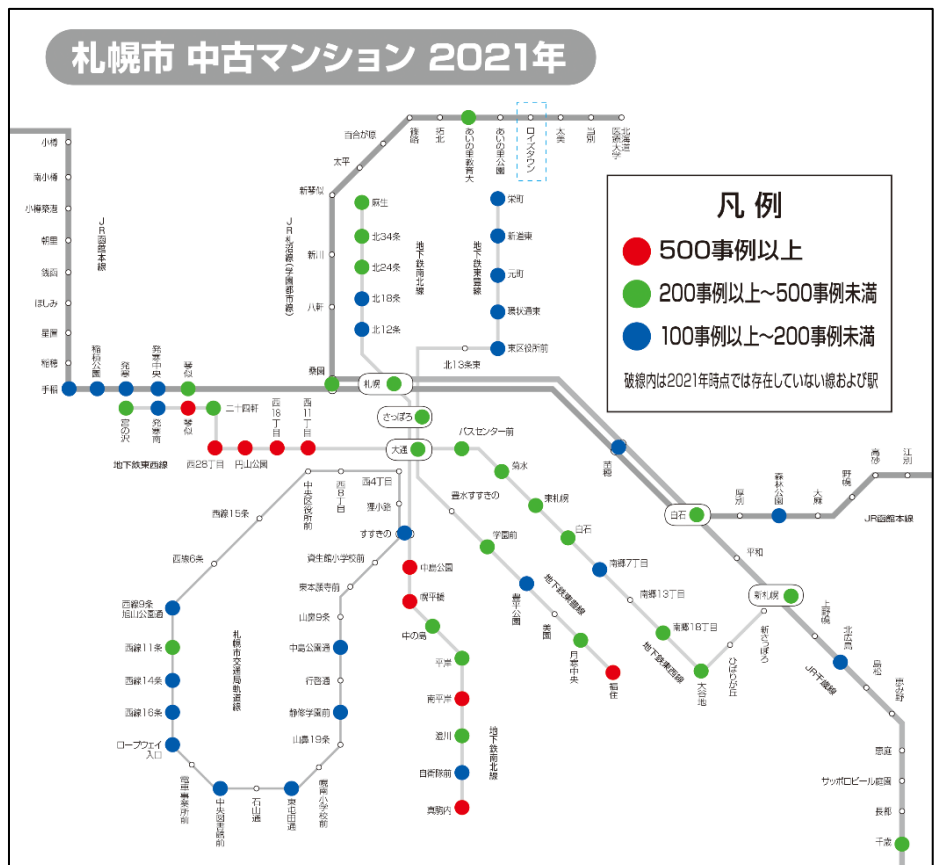 札幌市 中古マンション 2021年
凡例
500事例以上
200事例以上～500事例未満
100事例以上～200事例未満
破線内は2021年時点では存在していない線および駅
小樽
南小樽
小樽築港
朝里
銭函
ほしみ
星置
稲穂
手稲
JR函館本線
稲積公園
発寒
発寒中央
琴似
桑園
札幌
八軒
新川
新琴似
太平
百合が原
篠路
拓北
あいの里教育大
あいの里公園
ロイズタウン
太美
当別
北海道医療大学
JR札沼線(学園都市線)
麻生
北34条
北24条
北18条
北12条
地下鉄南北線
栄町
新道東
元町
環状通東
東区役所前
北13条東
地下鉄東豊線
さっぽろ
大通
宮の沢
発寒南
琴似
二十四軒
西28丁目
円山公園
西18丁目
西11丁目
地下鉄東西線
バスセンター前
菊水
東札幌
白石
南郷7丁目
南郷13丁目
南郷18丁目
大谷地
ひばりが丘
新さっぽろ
地下鉄東西線
豊水すすきの
学園前
豊平公園
美園
月寒中央
福住
地下鉄東豊線
中島公園
幌平橋
中の島
平岸
南平岸
澄川
自衛隊前
真駒内
地下鉄南北線
西4丁目
狸小路
すすきの
資生館小学校前
東本願寺前
山鼻9条
中島公園通
行啓通
静修学園前
山鼻19条
幌南小学校前
東屯田通
石山通
中央図書館前
電車事業所前
ロープウェイ
入口
西線16条
西線14条
西線11条
西線9条
旭山公園通
西線6条
西線15条
中央区役所前
西8丁目
札幌市交通局軌道線
苗穂
白石
厚別
森林公園
大麻
野幌
高砂
江別
JR函館本線
平和
新札幌
上野幌
北広島
島松
恵み野
恵庭
サッポロビール庭園
長都
千歳
JR千歳線